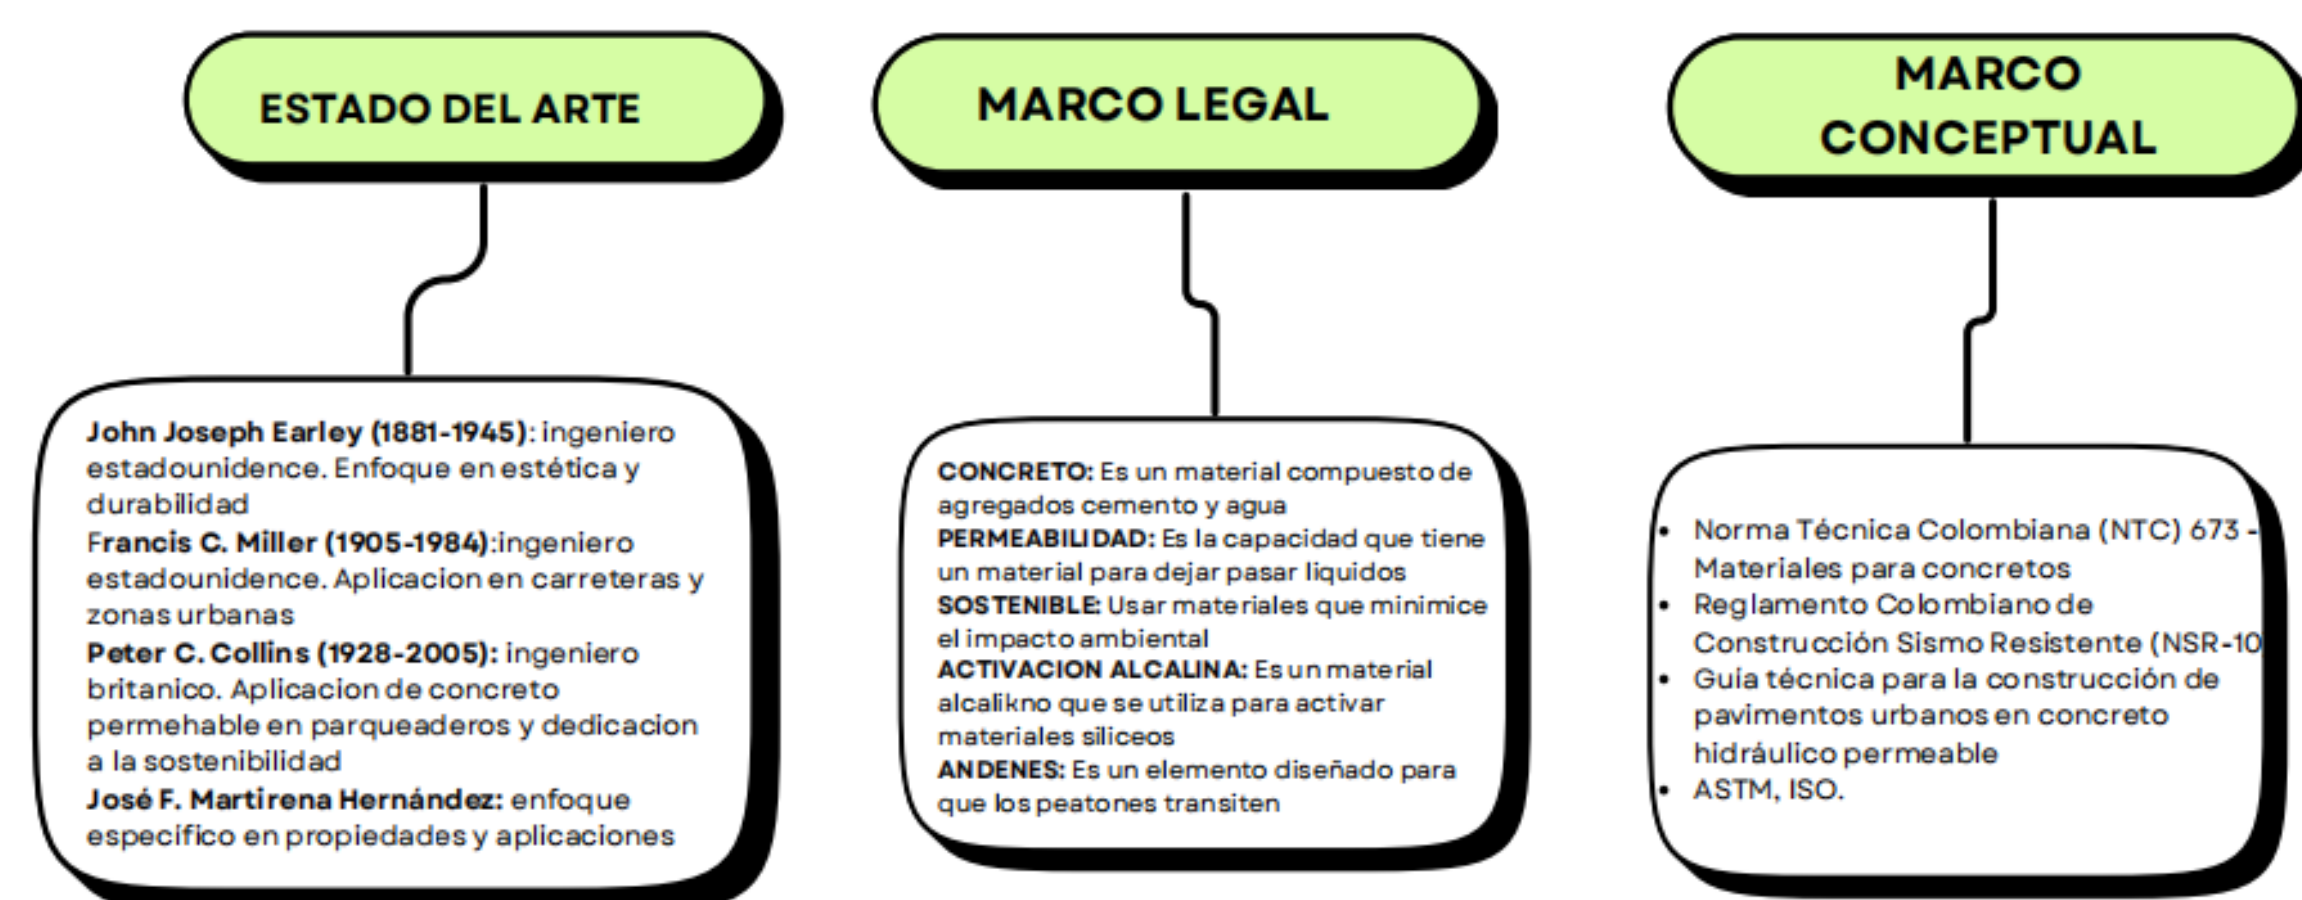 ESTADO DEL ARTE
John Joseph Earley (1881-1945): ingeniero
estadounidence. Enfoque en estética y
durabilidad
Francis C. Miller (1905-1984):ingeniero
estadounidence. Aplicacion en carreteras y
zonas urbanas
Peter C. Collins (1928-2005): ingeniero
britanico. Aplicacion de concreto
permehable en parqueaderos y dedicacion
a la sostenibilidad
José F. Martirena Hernández: enfoque
específico en propiedades y aplicaciones
MARCO LEGAL
CONCRETO: Es un material compuesto de
agregados cemento y agua
PERMEABILIDAD: Es la capacidad que tiene
un material para dejar pasar liquidos
SOSTENIBLE: Usar materiales que minimice
el impacto ambiental
ACTIVACION ALCALINA: Es un material
alcalikno que se utiliza para activar
materiales siliceos
ANDENES: Es un elemento diseñado para
que los peatones transiten
MARCO
CONCEPTUAL
• Norma Técnica Colombiana (NTC) 673 -
Materiales para concretos
• Reglamento Colombiano de
Construcción Sismo Resistente (NSR-10
• Guía técnica para la construcción de
pavimentos urbanos en concreto
hidráulico permeable
• ASTM, ISO.